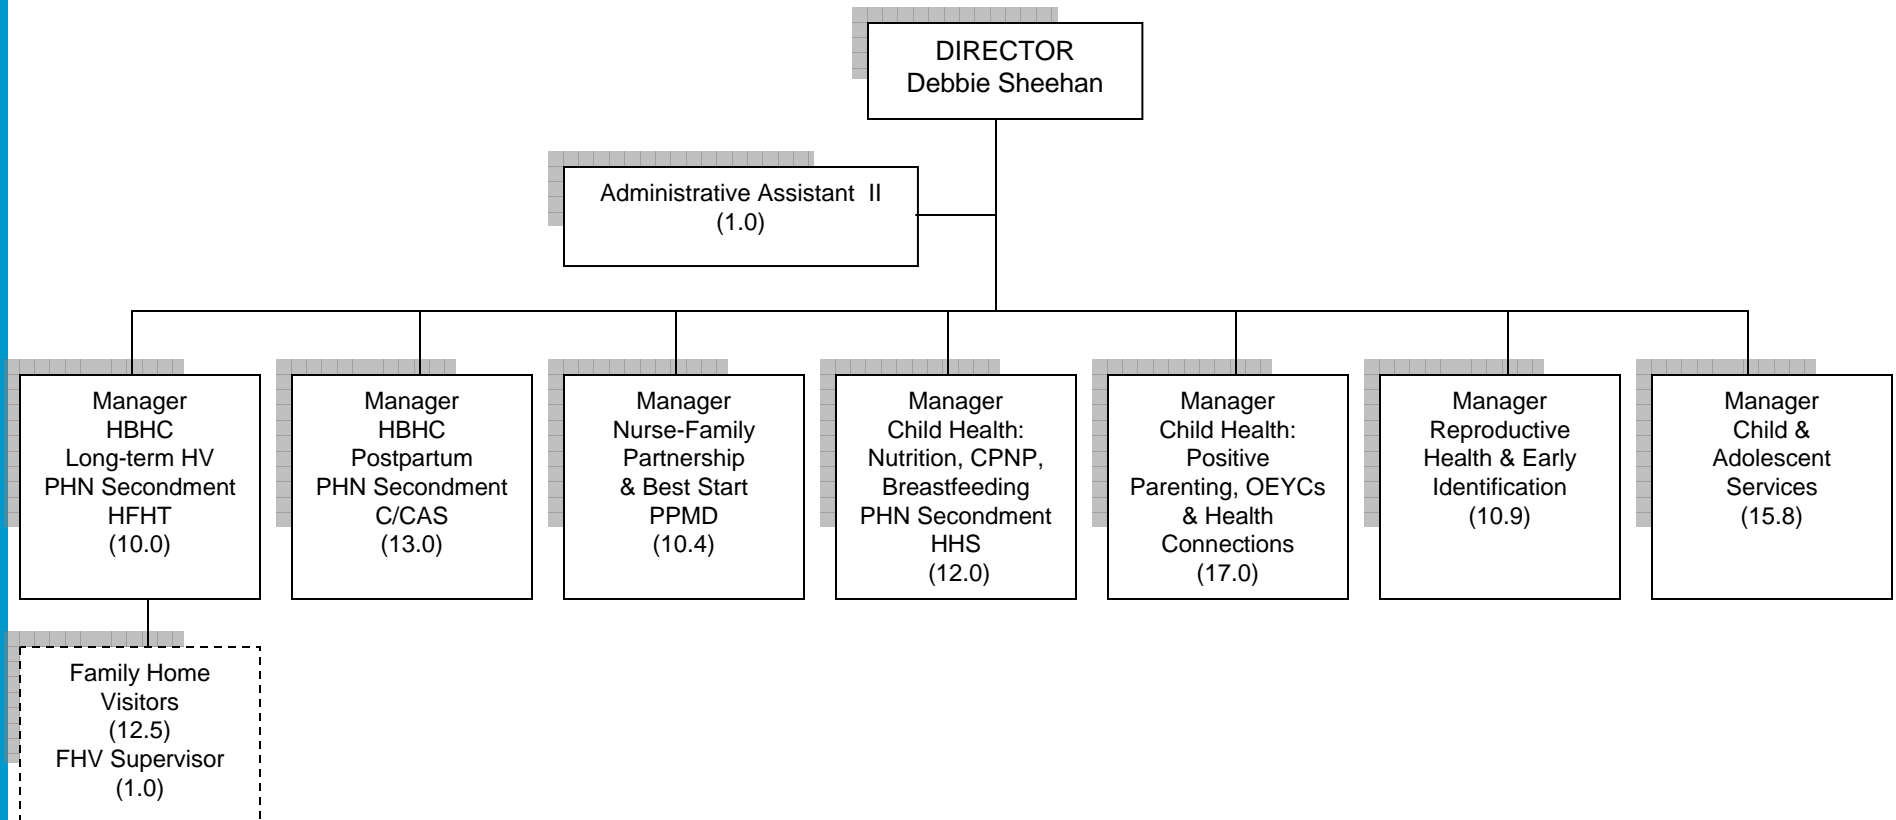 DIRECTOR
Debbie Sheehan
Administrative Assistant II
(1.0)
Manager
HBHC
Long-term HV
PHN Secondment
HFHT
(10.0)
Manager
HBHC
Postpartum
PHN Secondment
C/CAS
(13.0)
Manager
Nurse-Family
Partnership
& Best Start
PPMD
(10.4)
Manager
Child Health:
Nutrition, CPNP,
Breastfeeding
PHN Secondment
HHS
(12.0)
Manager
Child Health:
Positive
Parenting, OEYCs
& Health
Connections
(17.0)
Manager
Reproductive
Health & Early
Identification
(10.9)
Manager
Child &
Adolescent
Services
(15.8)
Family Home
Visitors
(12.5)
FHV Supervisor
(1.0)